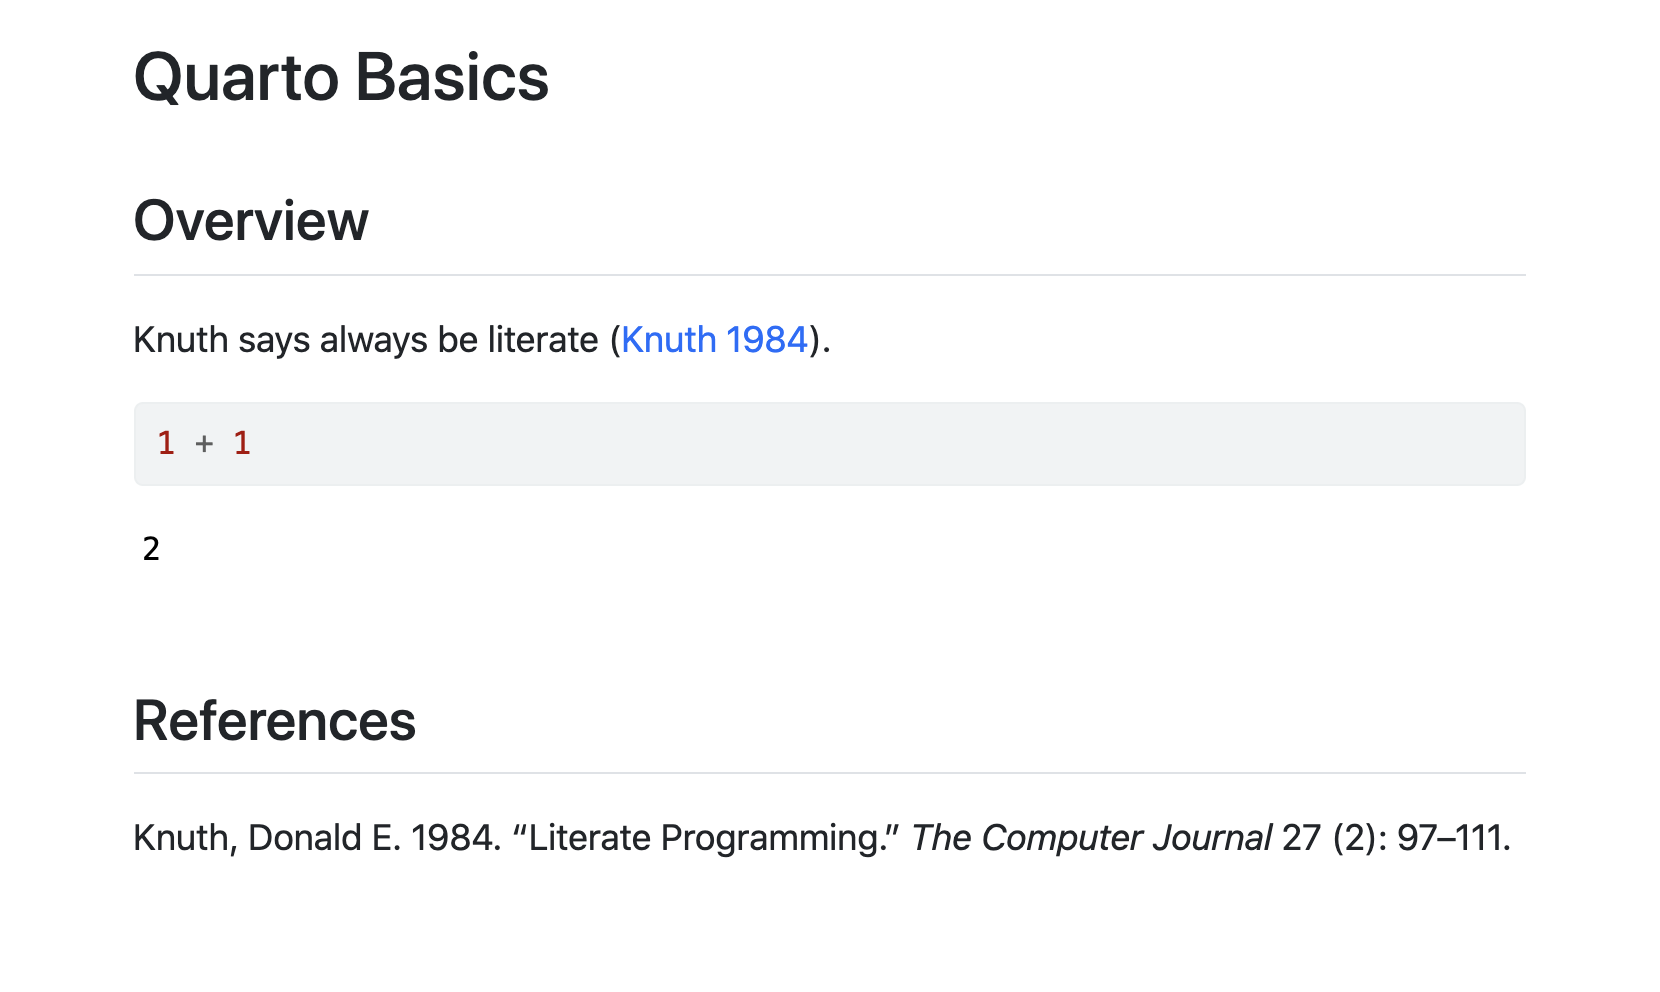 Quarto Basics
Overview
Knuth says always be literate (Knuth 1984).
1 + 1
2
References
Knuth, Donald E. 1984. “Literate Programming.” The Computer Journal 27 (2): 97–111.